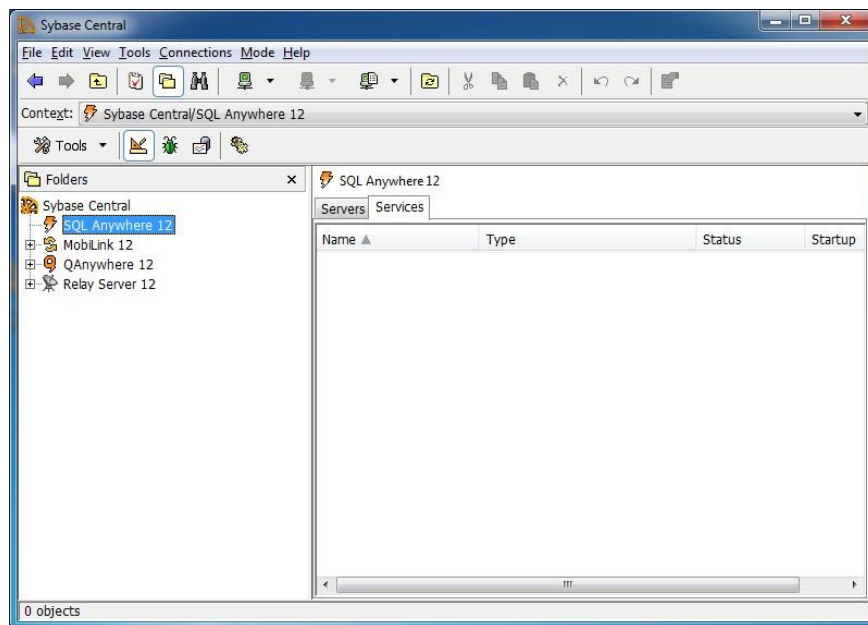 Sybase Central
File Edit View Tools Connections Mode Help
Context: Sybase Central/SQL Anywhere 12
Tools
Folders
Sybase Central
SQL Anywhere 12
MobiLink 12
QAnywhere 12
Relay Server 12
SQL Anywhere 12
Servers Services
Name Type Status Startup
0 objects